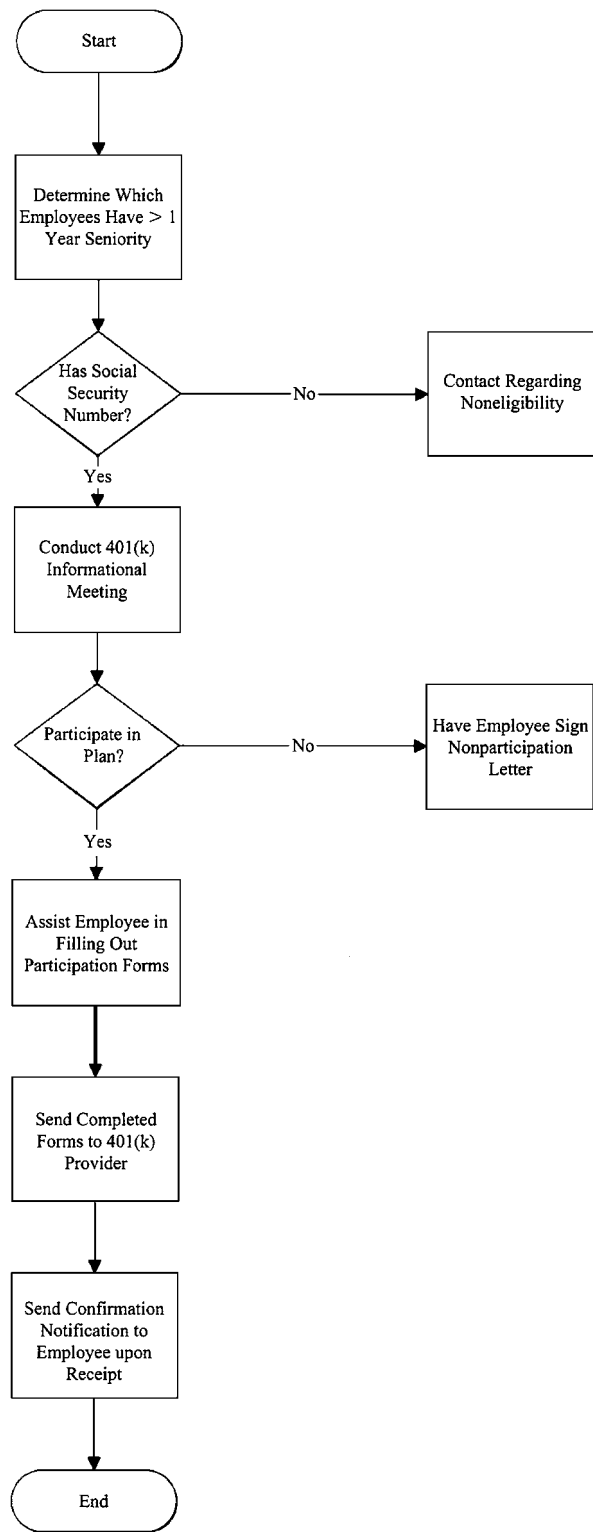 Start
Determine Which
Employees Have > 1
Year Seniority
Has Social
Security
Number?
No
Contact Regarding
Noneligibility
Yes
Conduct 401(k)
Informational
Meeting
Participate in
Plan?
No
Have Employee Sign
Nonparticipation
Letter
Yes
Assist Employee in
Filling Out
Participation Forms
Send Completed
Forms to 401(k)
Provider
Send Confirmation
Notification to
Employee upon
Receipt
End